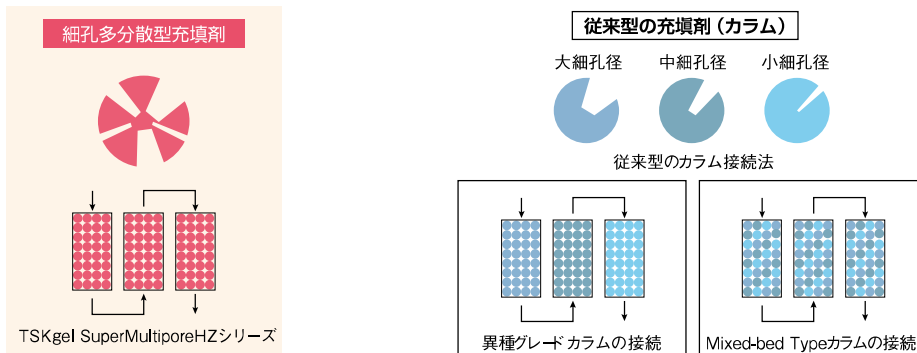 細孔多分散型充填剤
TSKgel SuperMultiporeHZシリーズ
従来型の充填剤（カラム）
大細孔径
中細孔径
小細孔径
従来型のカラム接続法
異種グレードカラムの接続
Mixed-bed Typeカラムの接続